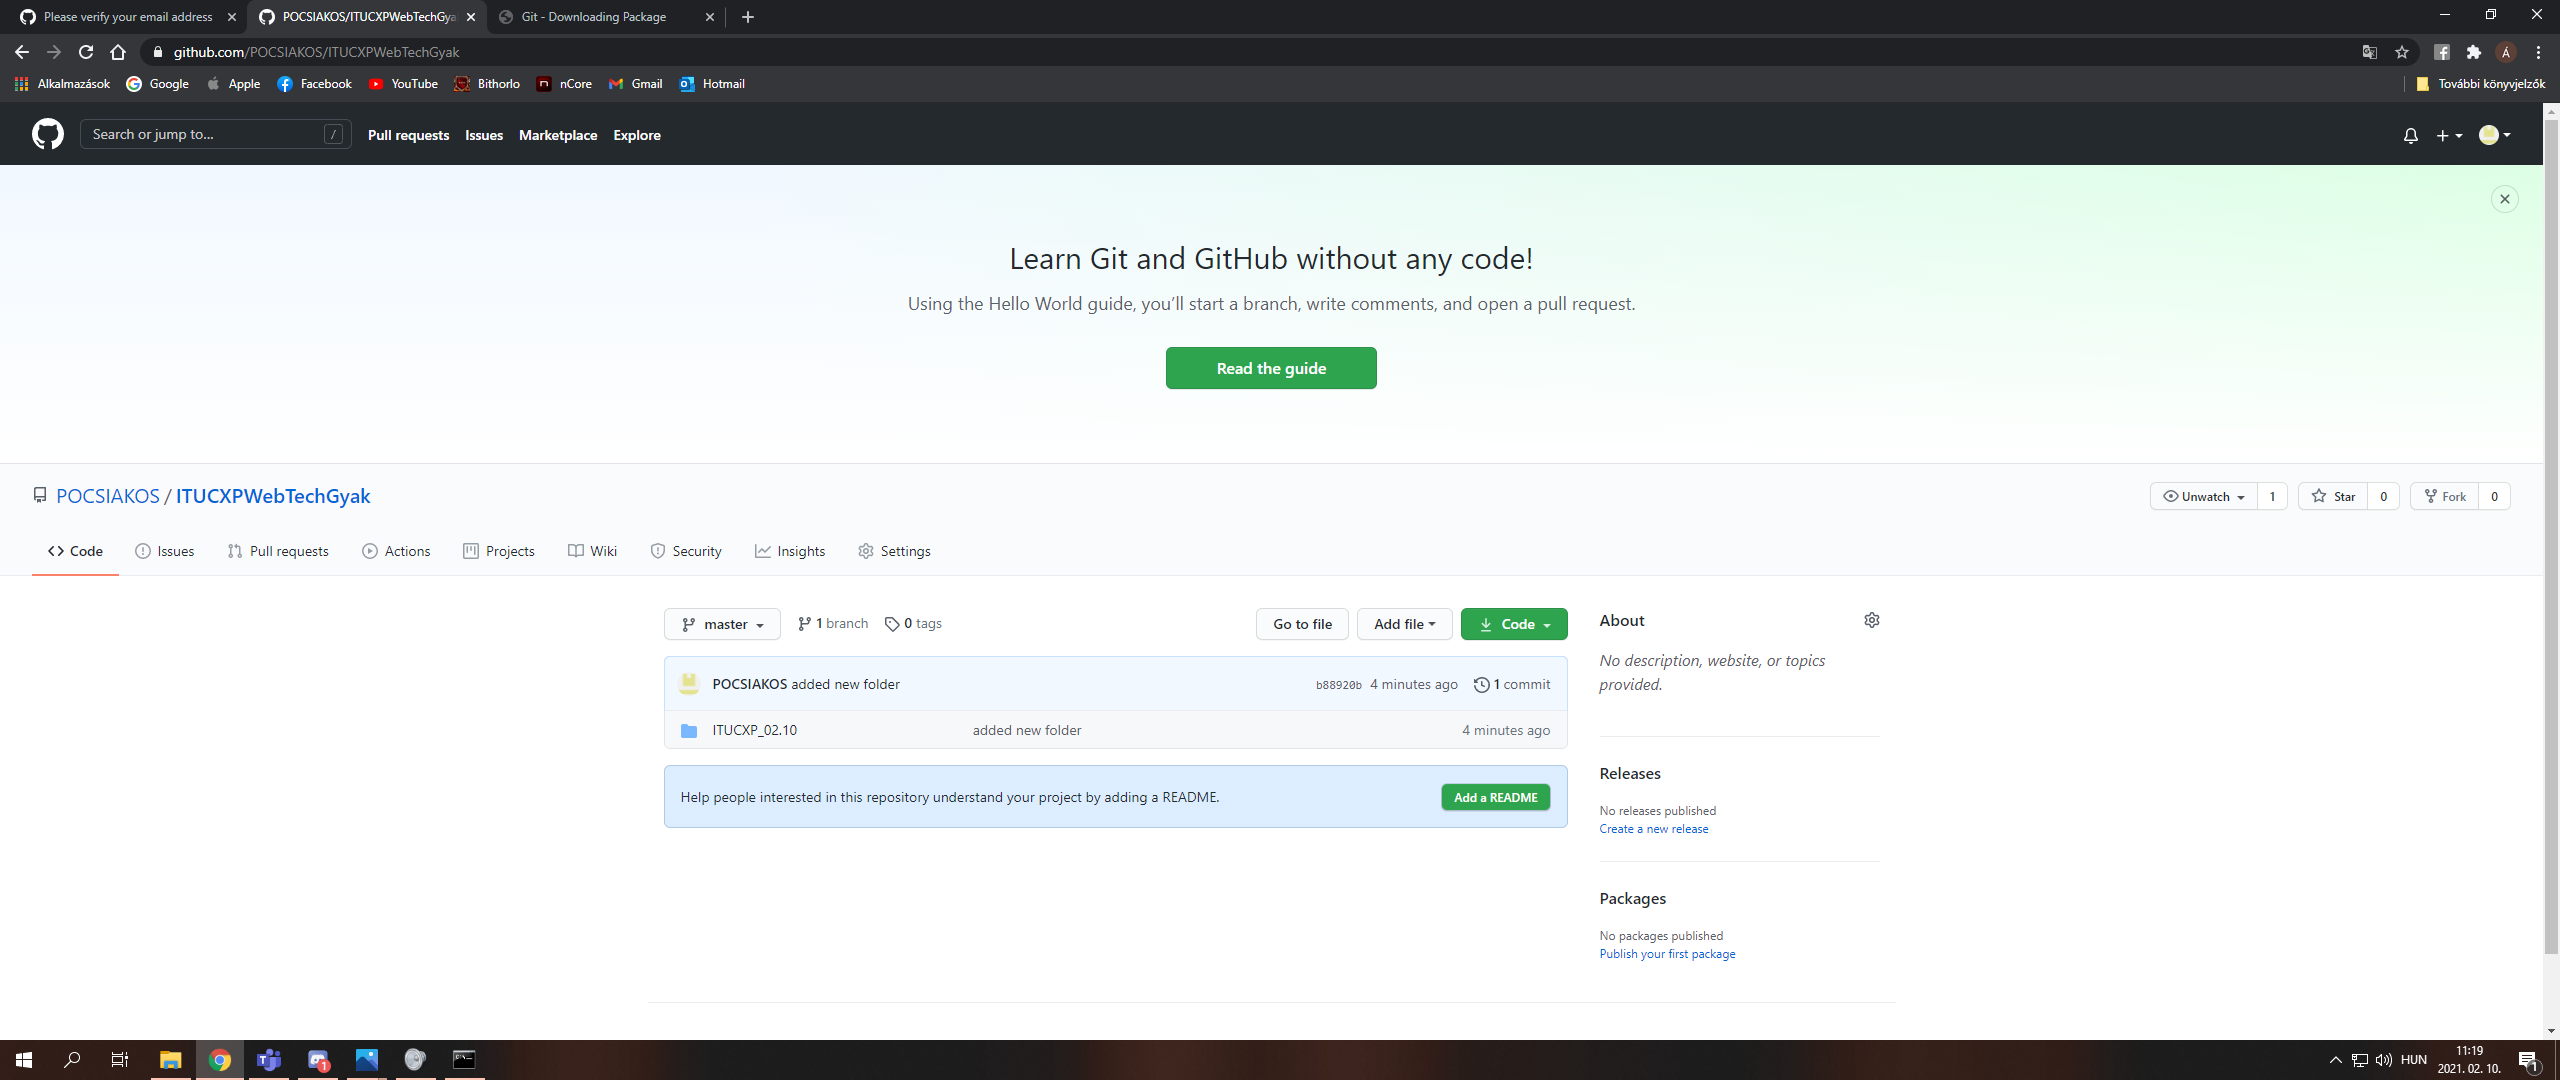 Please verify your email address
POCSIAKOS/ITUCXPWebTechGya
Git - Downloading Package
github.com/POCSIAKOS/ITUCXPWebTechGyak
Alkalmazások Google Apple Facebook YouTube Bithorlo nCore Gmail Hotmail További könyvjelzők
Search or jump to... / Pull requests Issues Marketplace Explore
Learn Git and GitHub without any code!
Using the Hello World guide, you’ll start a branch, write comments, and open a pull request.
Read the guide
POCSIAKOS / ITUCXPWebTechGyak
Unwatch 1 Star 0 Fork 0
Code Issues Pull requests Actions Projects Wiki Security Insights Settings
master 1 branch 0 tags Go to file Add file Code
POCSIAKOS added new folder b88920b 4 minutes ago 1 commit
ITUCXP_02.10 added new folder 4 minutes ago
Help people interested in this repository understand your project by adding a README. Add a README
About
No description, website, or topics
provided.
Releases
No releases published
Create a new release
Packages
No packages published
Publish your first package
HUN
11:19
2021. 02. 10.
1
1